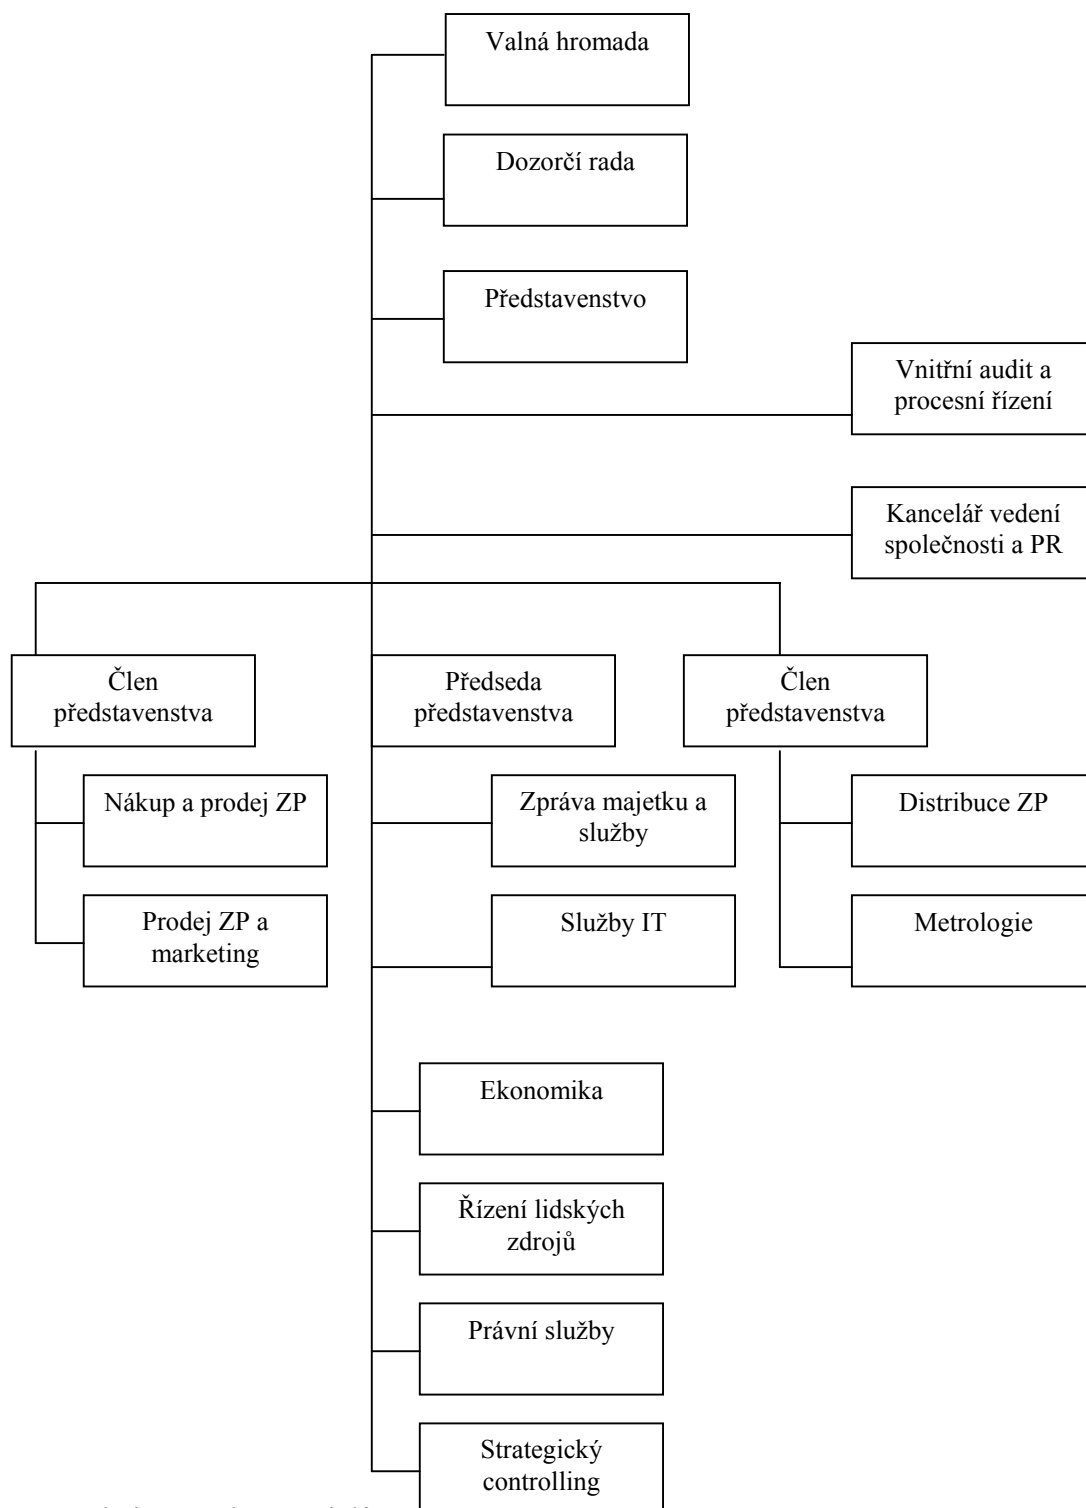 Valná hromada
Dozorčí rada
Představenstvo
Vnitřní audit a
procesní řízení
Kancelář vedení
společnosti a PR
Člen
představenstva
Předseda
představenstva
Člen
představenstva
Nákup a prodej ZP
Zpráva majetku a
služby
Distribuce ZP
Prodej ZP a
marketing
Služby IT
Metrologie
Ekonomika
Řízení lidských
zdrojů
Právní služby
Strategický
controlling